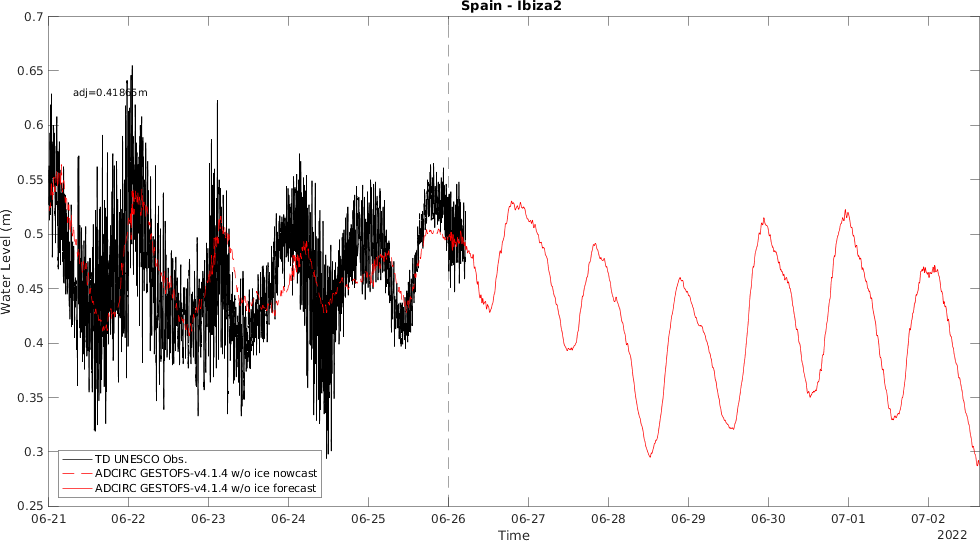 Spain - Ibiza2
0.7
0.65
0.6
0.55
0.5
0.45
0.4
0.35
0.3
0.25
Water Level (m)
adj=0.41865m
TD UNESCO Obs.
ADCIRC GESTOFS-v4.1.4 w/o ice nowcast
ADCIRC GESTOFS-v4.1.4 w/o ice forecast
06-21 06-22 06-23 06-24 06-25 06-26 06-27 06-28 06-29 06-30 07-01 07-02
Time
2022